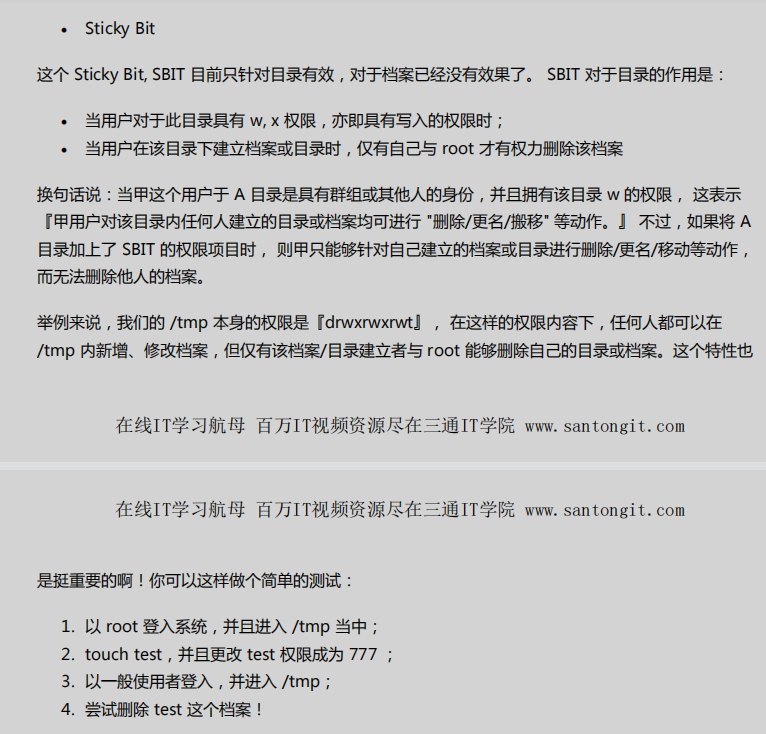 • Sticky Bit
这个 Sticky Bit, SBIT 目前只针对目录有效，对于档案已经没有效果了。 SBIT 对于目录的作用是：
• 当用户对于此目录具有 w, x 权限，亦即具有写入的权限时；
• 当用户在该目录下建立档案或目录时，仅有自己与 root 才有权力删除该档案
换句话说：当甲这个用户于 A 目录是具有群组或其他人的身份，并且拥有该目录 w 的权限， 这表示
『甲用户对该目录内任何人建立的目录或档案均可进行 "删除/更名/搬移" 等动作。』 不过，如果将 A
目录加上了 SBIT 的权限项目时， 则甲只能够针对自己建立的档案或目录进行删除/更名/移动等动作，
而无法删除他人的档案。
举例来说，我们的 /tmp 本身的权限是『drwxrwxrwt』， 在这样的权限内容下，任何人都可以在
/tmp 内新增、修改档案，但仅有该档案/目录建立者与 root 能够删除自己的目录或档案。这个特性也
在线IT学习航母 百万IT视频资源尽在三通IT学院 www.santongit.com
在线IT学习航母 百万IT视频资源尽在三通IT学院 www.santongit.com
是挺重要的啊！你可以这样做个简单的测试：
1. 以 root 登入系统，并且进入 /tmp 当中；
2. touch test，并且更改 test 权限成为 777 ；
3. 以一般使用者登入，并进入 /tmp；
4. 尝试删除 test 这个档案！